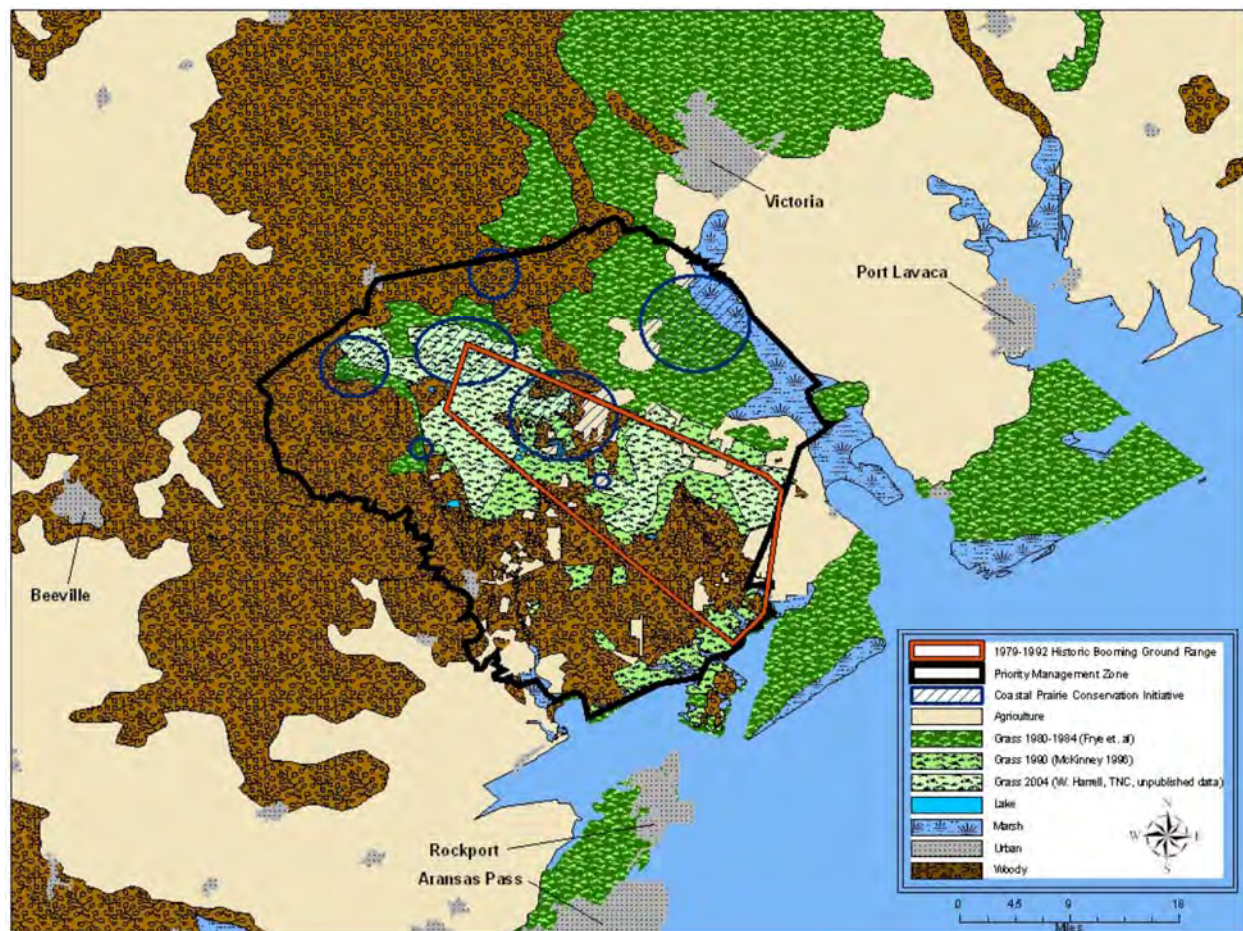 Victoria
Port Lavaca
Beeville
Rockport
Aransas Pass
1979-1992 Historic Booming Ground Range
Priority Management Zone
Coastal Prairie Conservation Initiative
Agriculture
Grass 1980-1984 (Frye et. al)
Grass 1990 (McKinney 1996)
Grass 2004 (W. Harrell, TNC, unpublished data)
Lake
Marsh
Urban
Woody
N
W E
S
0 4.5 9 18
Miles